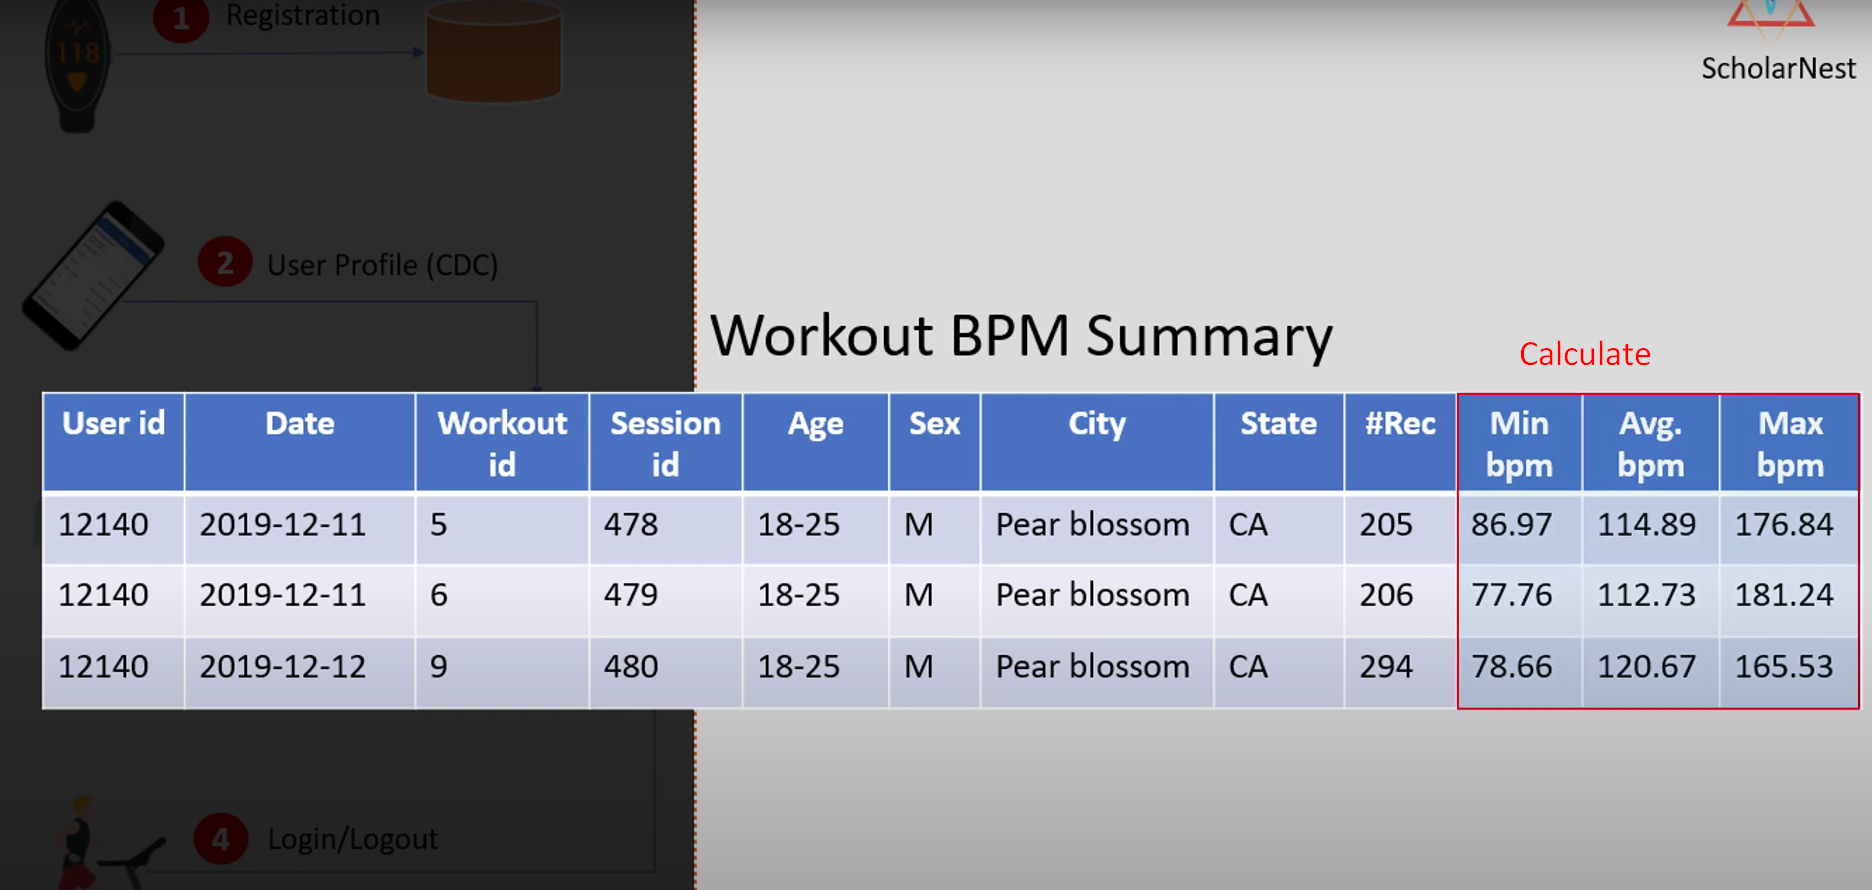 1 Registration
118
ScholarNest
2 User Profile (CDC)
Workout BPM Summary
Calculate
User id Date Workout id Session id Age Sex City State #Rec Min bpm Avg. bpm Max bpm
12140 2019-12-11 5 478 18-25 M Pear blossom CA 205 86.97 114.89 176.84
12140 2019-12-11 6 479 18-25 M Pear blossom CA 206 77.76 112.73 181.24
12140 2019-12-12 9 480 18-25 M Pear blossom CA 294 78.66 120.67 165.53
4 Login/Logout